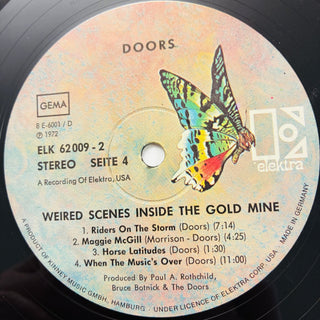 DOORS
GEMA
8 E-6001 / D
℗ 1972
ELK 62 009 - 2
STEREO SEITE 4
A Recording Of Elektra, USA
elektra
WEIRED SCENES INSIDE THE GOLD MINE
1. Riders On The Storm (Doors) (7:14)
2. Maggie McGill (Morrison - Doors) (4:25)
3. Horse Latitudes (Doors) (1:30)
4. When The Music's Over (Doors) (11:00)
Produced By Paul A. Rothchild,
Bruce Botnick & The Doors
A PRODUCT OF KINNEY MUSIC GMBH, HAMBURG . UNDER LICENCE OF ELEKTRA CORP. USA . Made in Germany